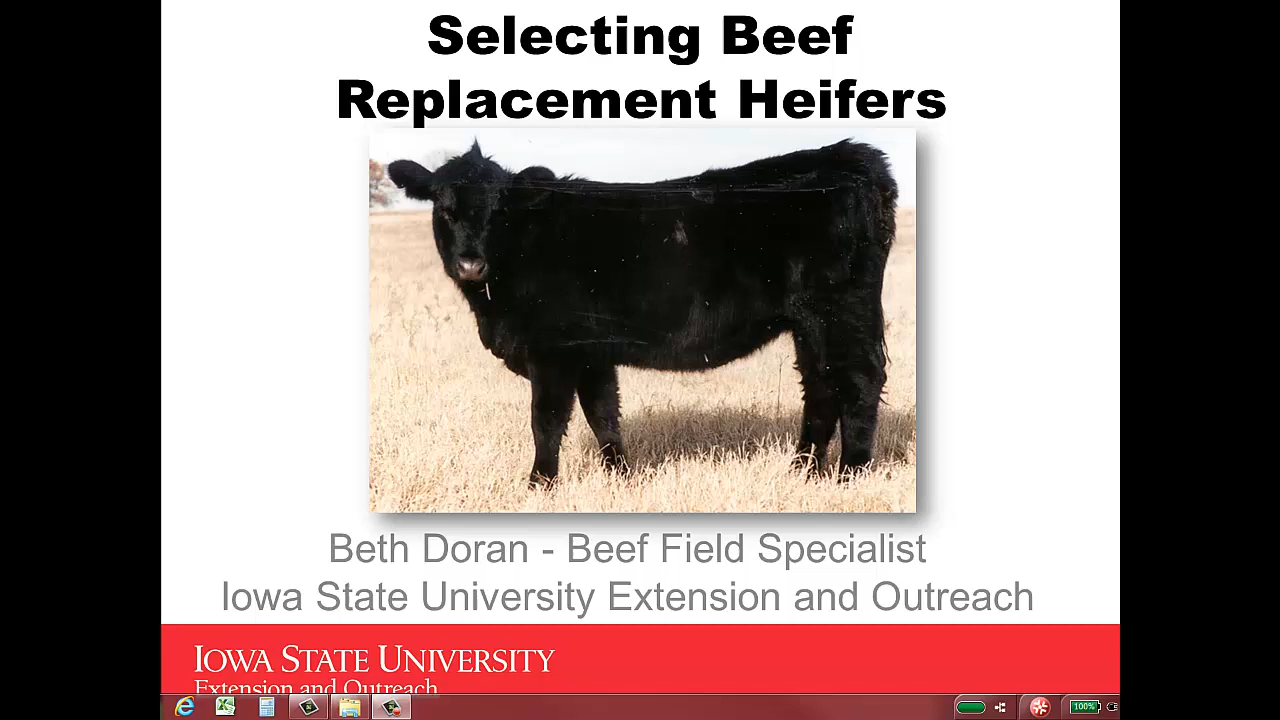 Selecting Beef
Replacement Heifers
Beth Doran - Beef Field Specialist
Iowa State University Extension and Outreach
IOWA STATE UNIVERSITY
Extension and Outreach
100%